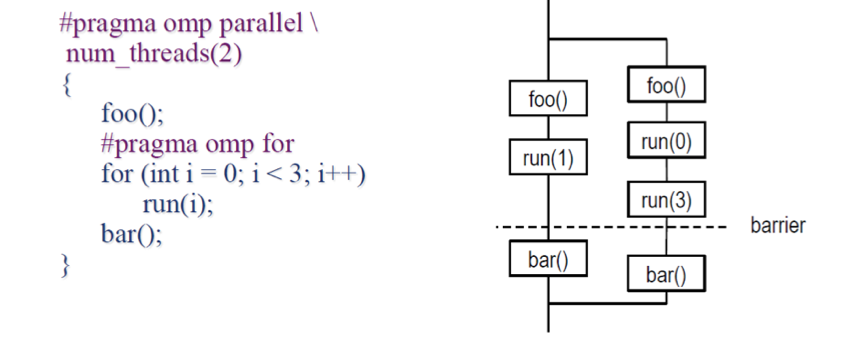 #pragma omp parallel \
num_threads(2)
{
foo();
#pragma omp for
for (int i = 0; i < 3; i++)
run(i);
bar();
}
foo()
foo()
run(1)
run(0)
run(3)
barrier
bar()
bar()